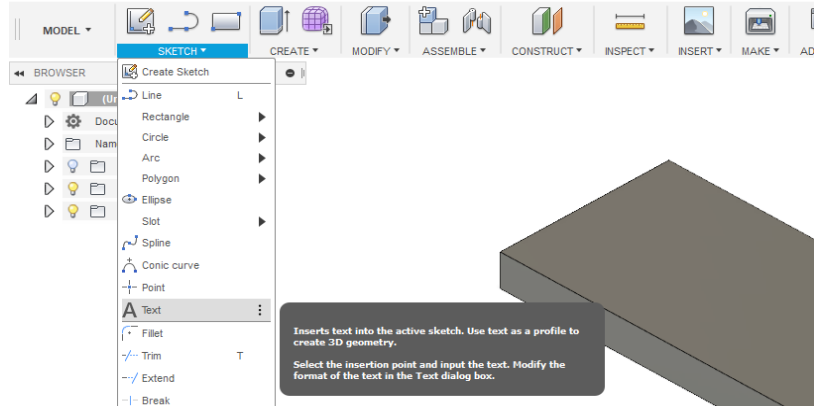 MODEL
SKETCH
CREATE
MODIFY
ASSEMBLE
CONSTRUCT
INSPECT
INSERT
MAKE
AD
BROWSER
(Un
Docu
Nam
Create Sketch
Line L
Rectangle
Circle
Arc
Polygon
Ellipse
Slot
Spline
Conic curve
Point
Text
Fillet
Trim T
Extend
Break
Inserts text into the active sketch. Use text as a profile to
create 3D geometry.
Select the insertion point and input the text. Modify the
format of the text in the Text dialog box.